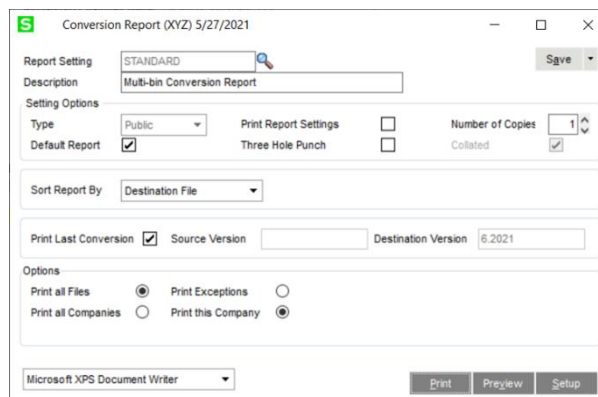 S Conversion Report (XYZ) 5/27/2021
Report Setting STANDARD Save
Description Multi-bin Conversion Report
Setting Options
Type Public Print Report Settings Number of Copies 1
Default Report Three Hole Punch Collated
Sort Report By Destination File
Print Last Conversion Source Version Destination Version 6.2021
Options
Print all Files Print Exceptions
Print all Companies Print this Company
Microsoft XPS Document Writer Print Preview Setup